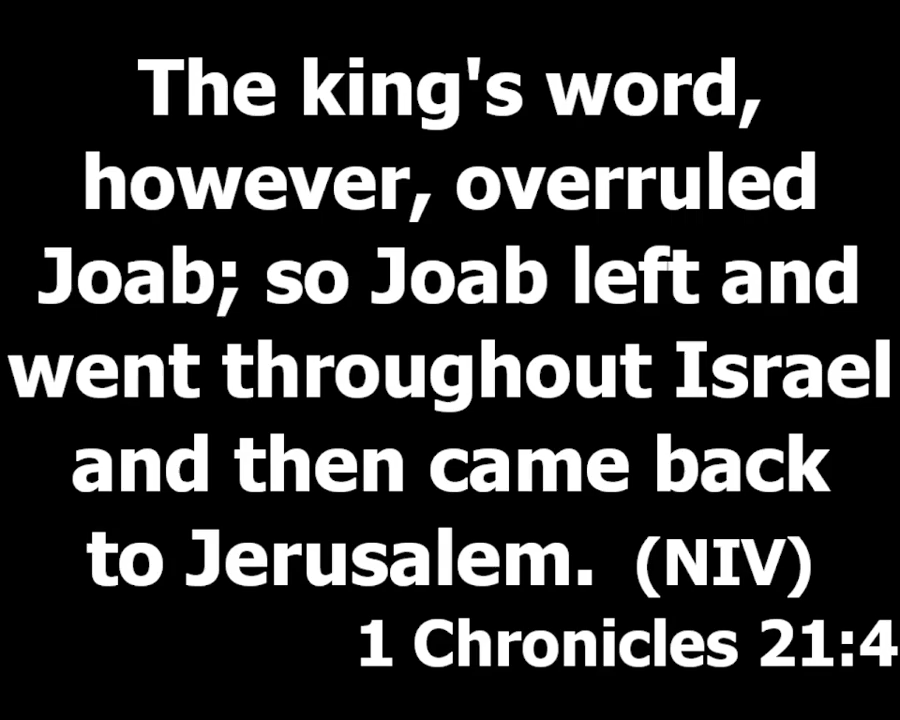 The king's word,
however, overruled
Joab; so Joab left and
went throughout Israel
and then came back
to Jerusalem. (NIV)
1 Chronicles 21:4